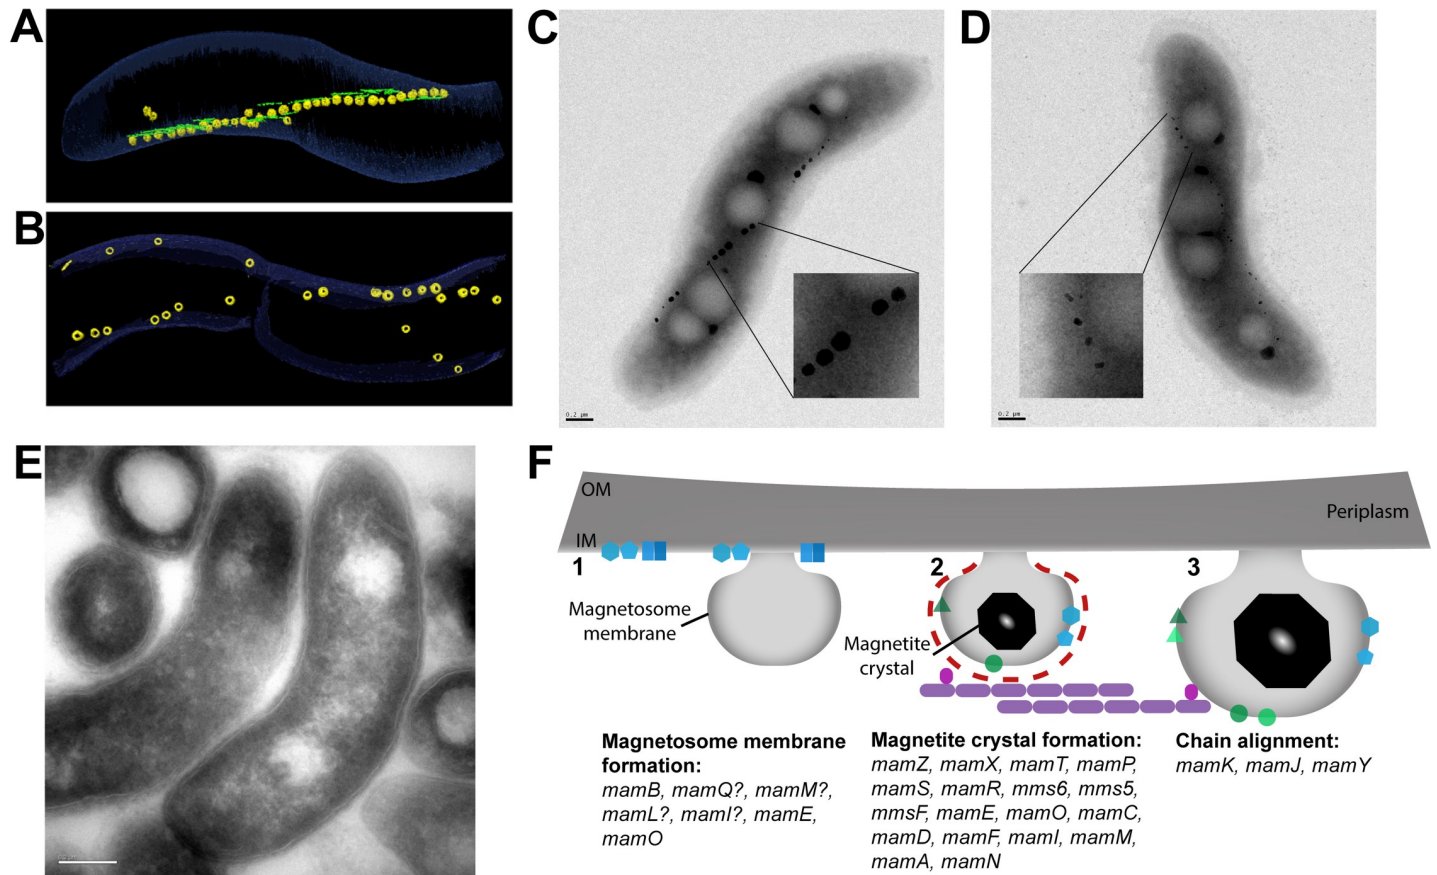 A
B
C
0.2 µm
D
0.2 µm
E
F
OM
Periplasm
IM
1
2
3
Magnetosome
membrane
Magnetite
crystal
Magnetosome membrane
formation:
mamB, mamQ?, mamM?,
mamL?, mamI?, mamE,
mamO
Magnetite crystal formation:
mamZ, mamX, mamT, mamP,
mamS, mamR, mms6, mms5,
mmsF, mamE, mamO, mamC,
mamD, mamF, mamI, mamM,
mamA, mamN
Chain alignment:
mamK, mamJ, mamY